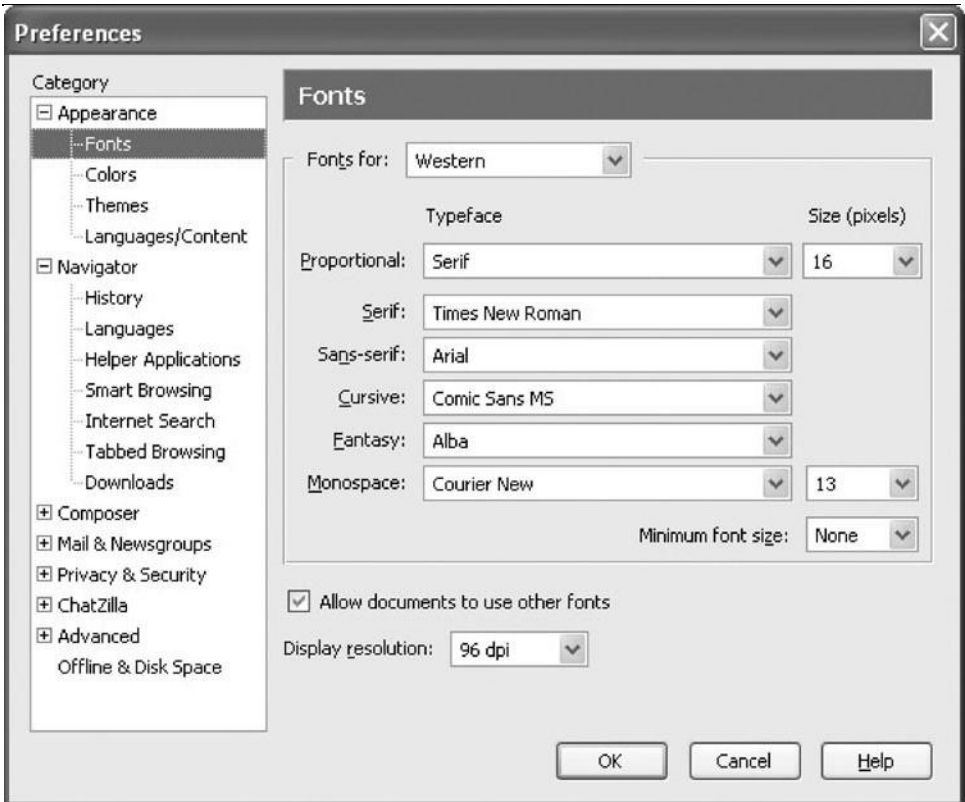 Preferences
Category
Appearance
Fonts
Colors
Themes
Languages/Content
Navigator
History
Languages
Helper Applications
Smart Browsing
Internet Search
Tabbed Browsing
Downloads
Composer
Mail & Newsgroups
Privacy & Security
ChatZilla
Advanced
Offline & Disk Space
Fonts
Fonts for: Western
Typeface Size (pixels)
Proportional: Serif 16
Serif: Times New Roman
Sans-serif: Arial
Cursive: Comic Sans MS
Fantasy: Alba
Monospace: Courier New 13
Minimum font size: None
Allow documents to use other fonts
Display resolution: 96 dpi
OK Cancel Help